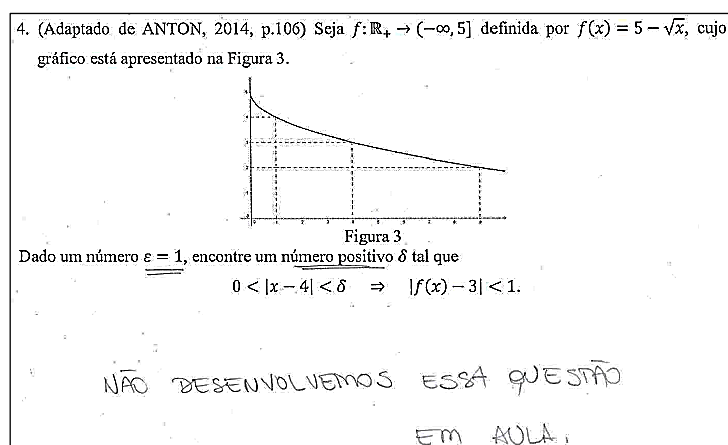 4. (Adaptado de ANTON, 2014, p.106) Seja f: ℝ₊ → (−∞, 5] definida por f(x) = 5 − √x, cujo
gráfico está apresentado na Figura 3.
Figura 3
Dado um número ε = 1, encontre um número positivo δ tal que
0 < |x − 4| < δ ⇒ |f(x) − 3| < 1.
NÃO DESENVOLVEMOS ESSA QUESTÃO
EM AULA.